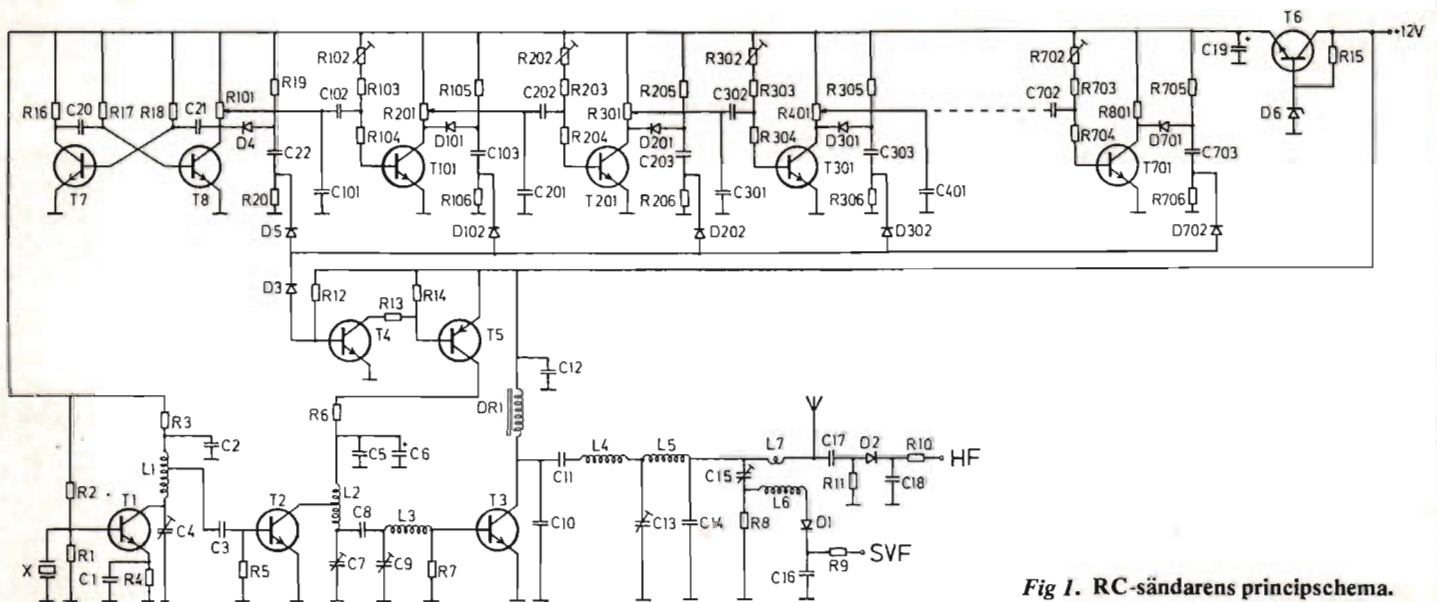 T6
C19 + R15 +12V
R102 R202 R302 R702
R19 R103 R105 R203 R205 R303 R305 R703 R705
R16 C20 R17 R18 C21 R101 C102 R201 C202 R301 C302 R401 C702 R801 D6
D4 R104 D101 R204 D201 R304 D301 R704 D701
C22 C103 C203 C303 C703
T7 T8 R20 C101 T101 R106 C201 T201 R206 C301 T301 R306 C401 T701 R706
D5 D102 D202 D302 D702
D3 R12 R13 R14
T4 T5
C12
DR1
R3 R6
C2 C5 + C6
L1 L4 L5 L7 C17 D2 R10 HF
R2 T1 L2 C8 L3 T3 C11 C15 L6 R11 C18
C4 C3 T2 C10 C13 C14 R8 D1
R1 R5 C7 C9 R7 R9 SVF
X C1 R4 C16
Fig 1. RC-sändarens principschema.